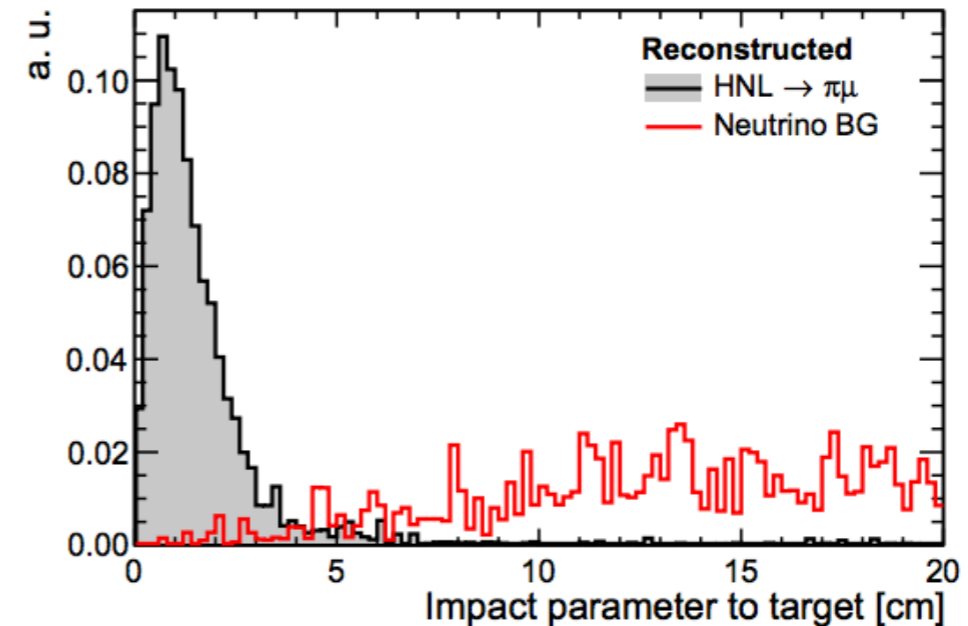 a. u.
0.10
0.08
0.06
0.04
0.02
0.00
Reconstructed
HNL → πμ
Neutrino BG
0 5 10 15 20
Impact parameter to target [cm]